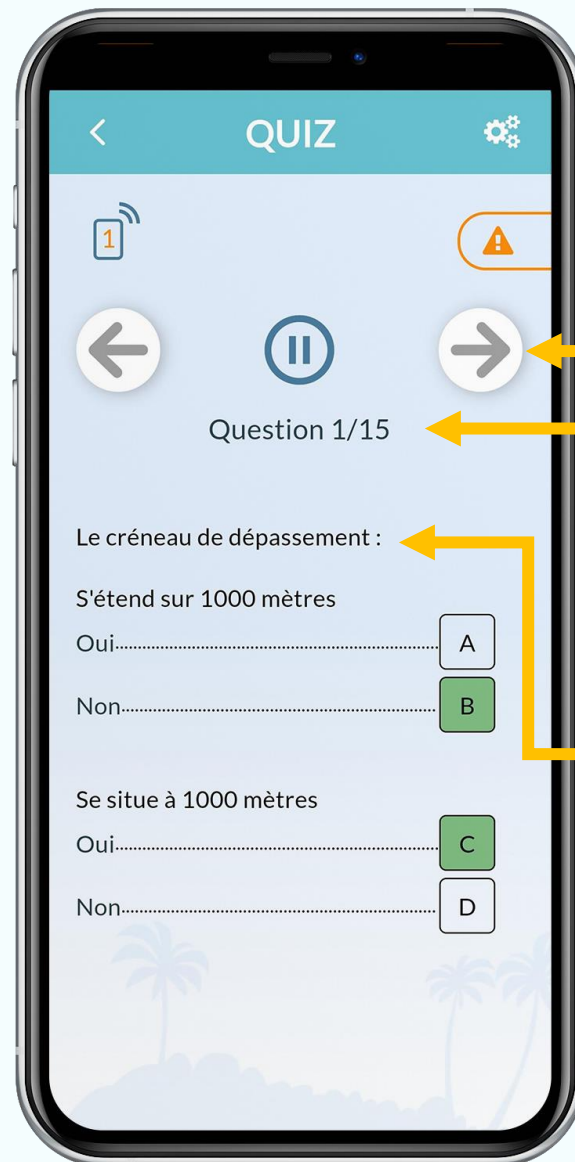 QUIZ
1
Question 1/15
Le créneau de dépassement :
S'étend sur 1000 mètres
Oui........................................ A
Non........................................ B
Se situe à 1000 mètres
Oui........................................ C
Non........................................ D